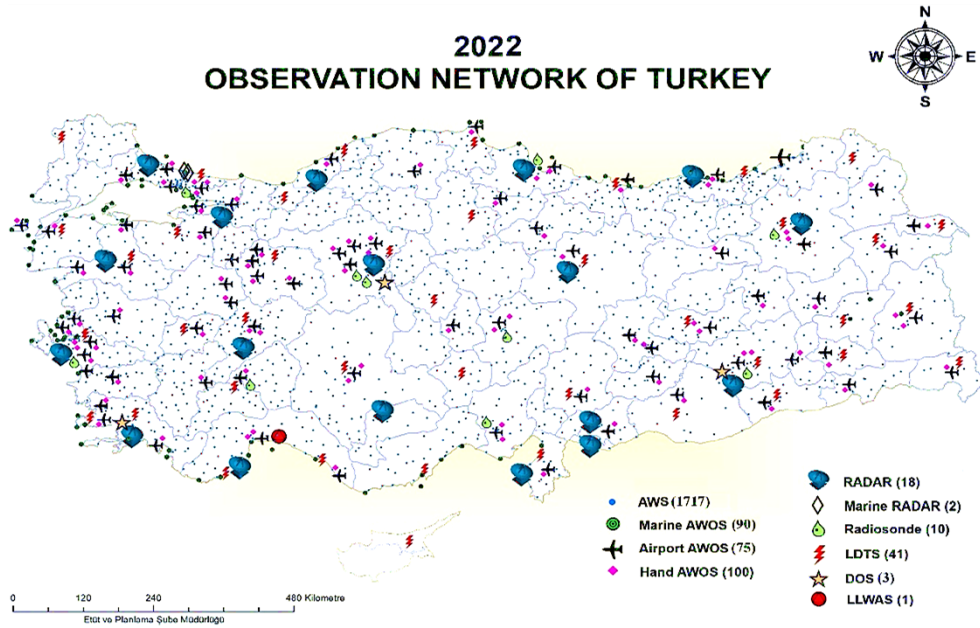 2022
OBSERVATION NETWORK OF TURKEY
N
W E
S
AWS (1717)
Marine AWOS (90)
Airport AWOS (75)
Hand AWOS (100)
RADAR (18)
Marine RADAR (2)
Radiosonde (10)
LDTS (41)
DOS (3)
LLWAS (1)
0 120 240 480 Kilometre
Etüt ve Planlama Şube Müdürlüğü